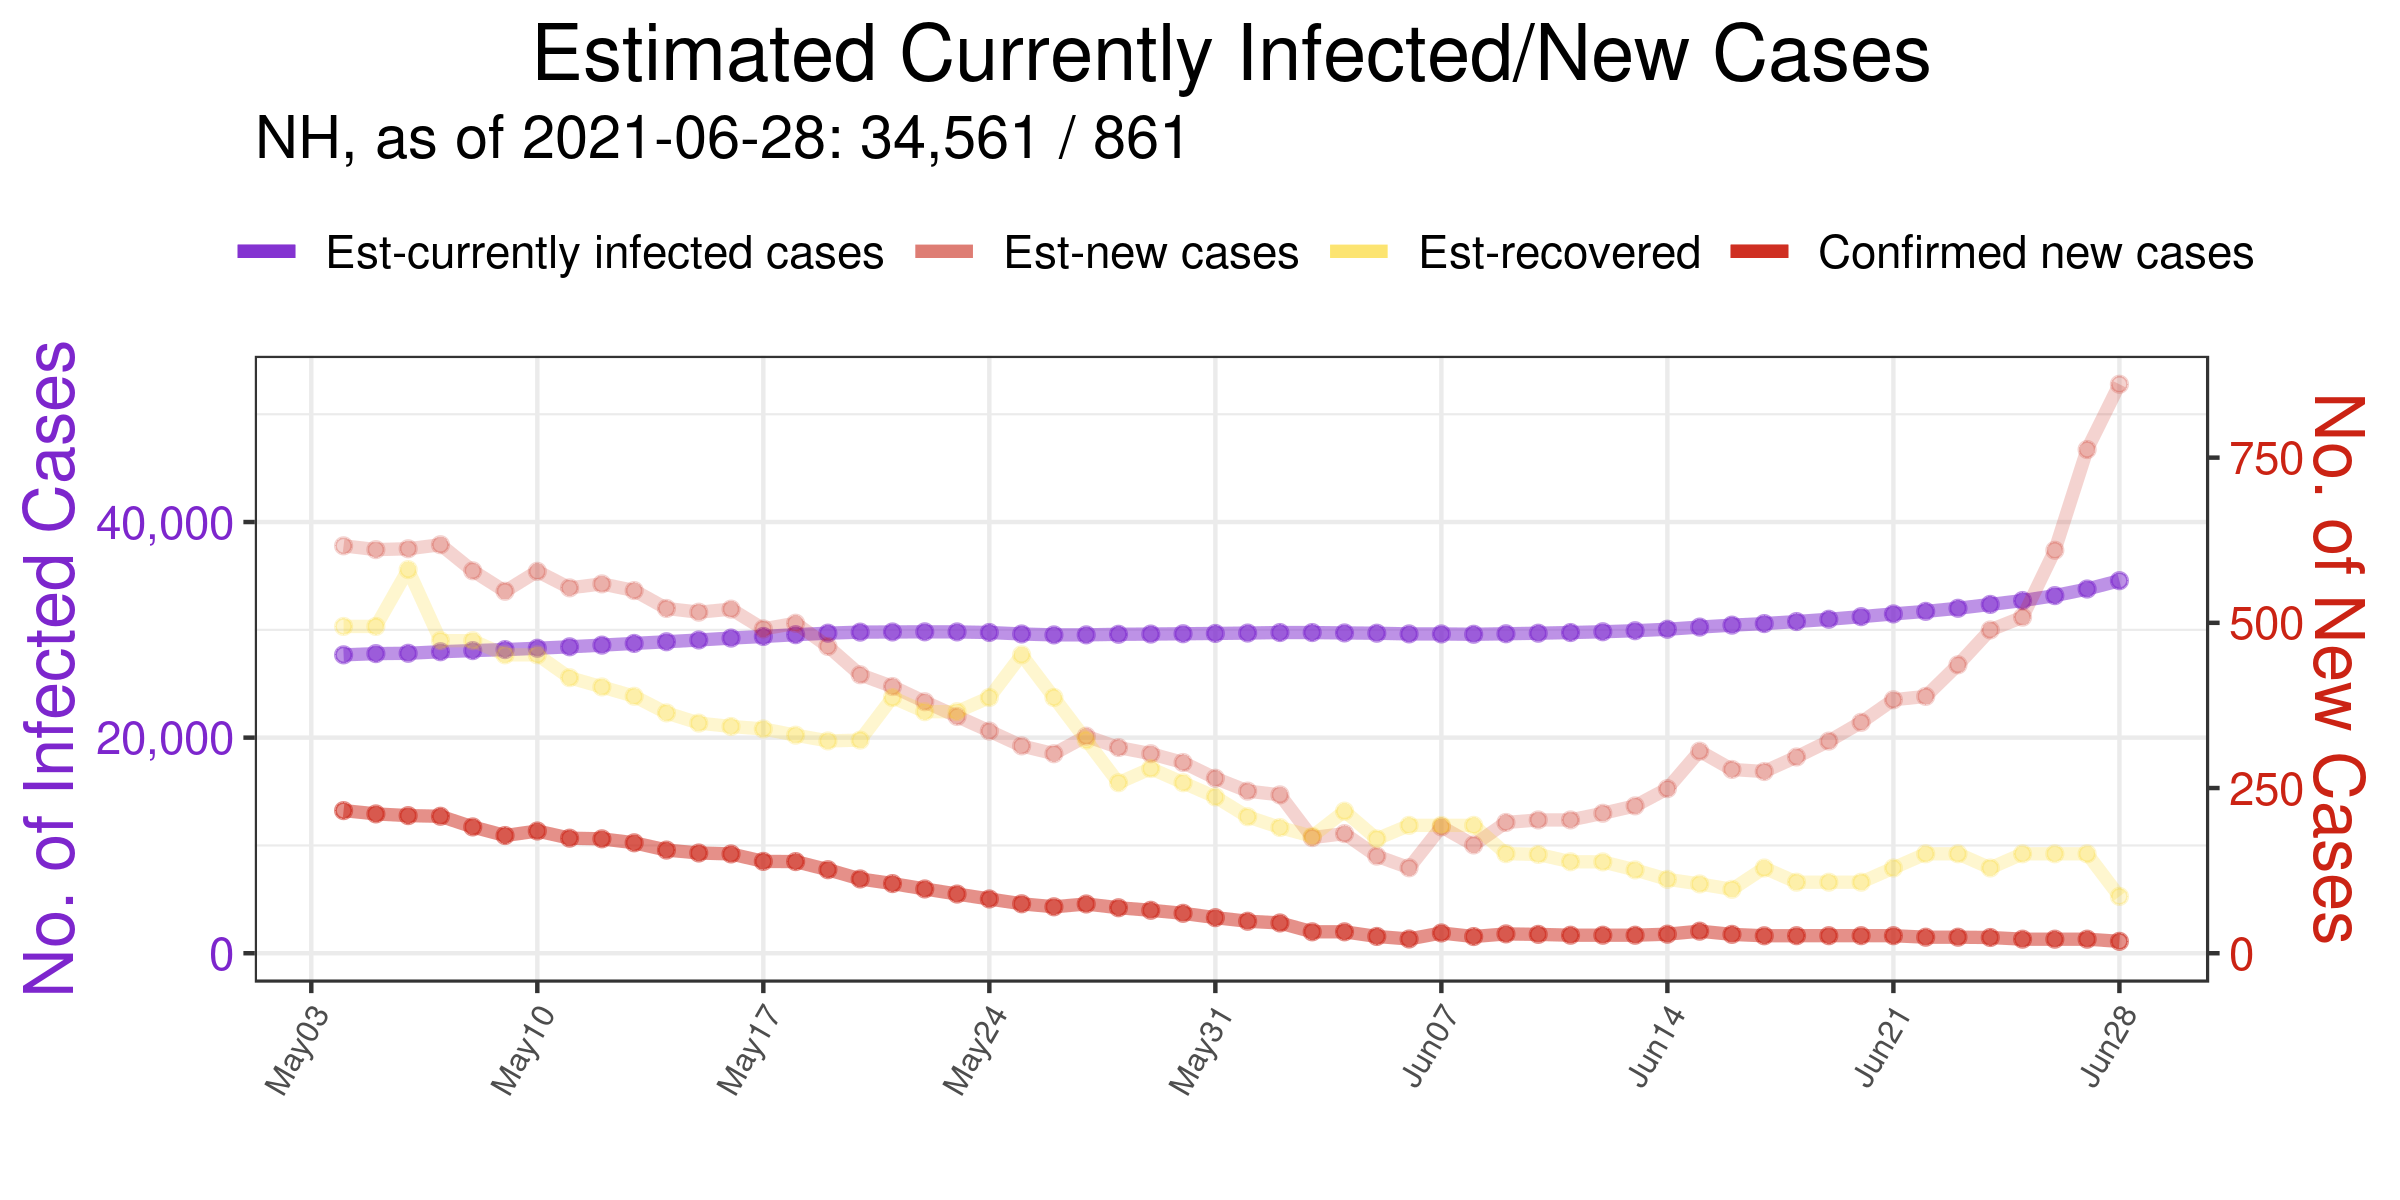 Estimated Currently Infected/New Cases
NH, as of 2021-06-28: 34,561 / 861
Est-currently infected cases Est-new cases Est-recovered Confirmed new cases
No. of Infected Cases
40,000
20,000
0
No. of New Cases
750
500
250
0
May03 May10 May17 May24 May31 Jun07 Jun14 Jun21 Jun28